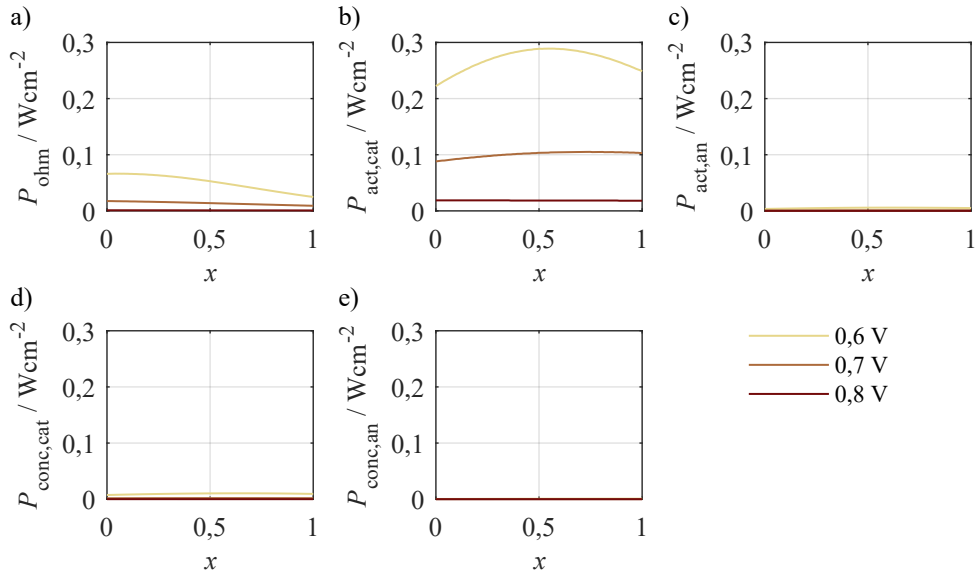 a)
0,3
0,2
0,1
0
P_ohm / Wcm^-2
0 0,5 1
x
b)
0,3
0,2
0,1
0
P_act,cat / Wcm^-2
0 0,5 1
x
c)
0,3
0,2
0,1
0
P_act,an / Wcm^-2
0 0,5 1
x
d)
0,3
0,2
0,1
0
P_conc,cat / Wcm^-2
0 0,5 1
x
e)
0,3
0,2
0,1
0
P_conc,an / Wcm^-2
0 0,5 1
x
0,6 V
0,7 V
0,8 V